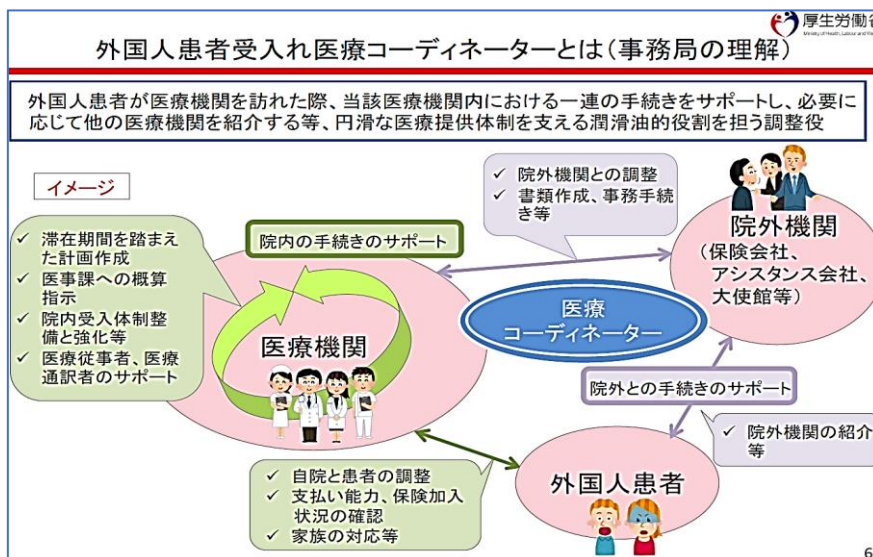 厚生労働省
Ministry of Health, Labour and
外国人患者受入れ医療コーディネーターとは(事務局の理解)
外国人患者が医療機関を訪れた際、当該医療機関内における一連の手続きをサポートし、必要に
応じて他の医療機関を紹介する等、円滑な医療提供体制を支える潤滑油的役割を担う調整役
イメージ
✓ 院外機関との調整
✓ 書類作成、事務手続
き等
院外機関
(保険会社、
アシスタンス会社、
大使館等)
✓ 滞在期間を踏まえ
た計画作成
✓ 医事課への概算
指示
✓ 院内受入体制整
備と強化等
✓ 医療従事者、医療
通訳者のサポート
院内の手続きのサポート
医療機関
医療
コーディネーター
院外との手続きのサポート
✓ 院外機関の紹介
等
✓ 自院と患者の調整
✓ 支払い能力、保険加入
状況の確認
✓ 家族の対応等
外国人患者
6